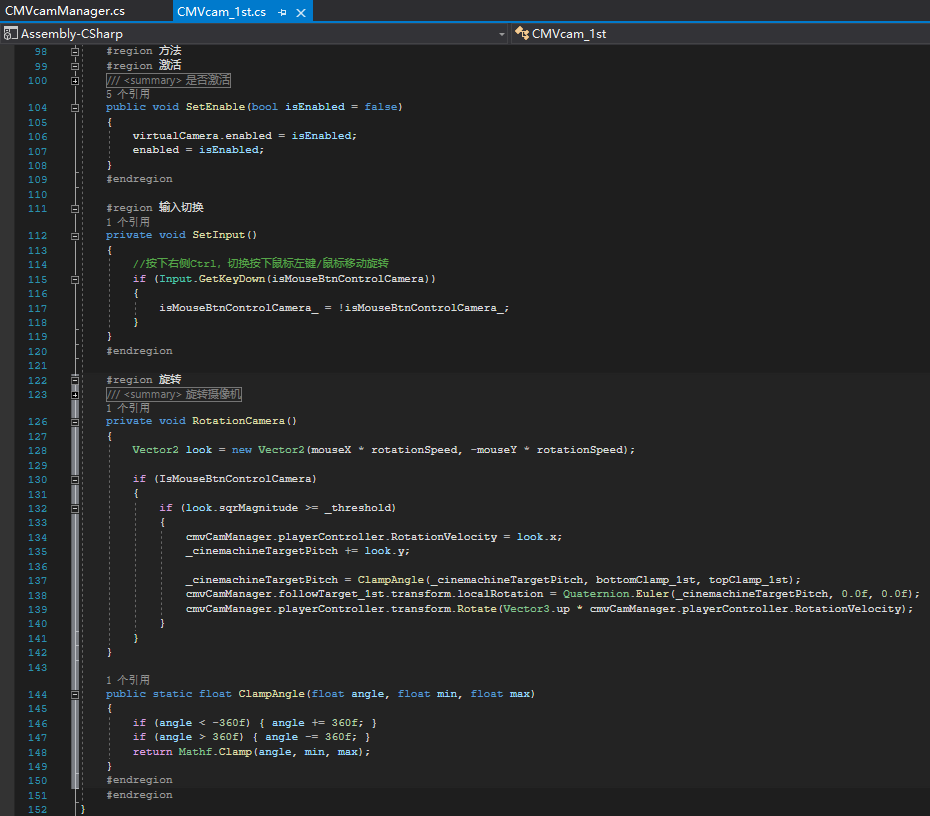 CMVcamManager.cs CMVcam_1st.cs
Assembly-CSharp CMVcam_1st
98 #region 方法
99 #region 激活
100 /// <summary> 是否激活
5 个引用
104 public void SetEnable(bool isEnabled = false)
105 {
106 virtualCamera.enabled = isEnabled;
107 enabled = isEnabled;
108 }
109 #endregion
110
111 #region 输入切换
1 个引用
112 private void SetInput()
113 {
114 //按下右侧Ctrl，切换按下鼠标左键/鼠标移动旋转
115 if (Input.GetKeyDown(isMouseBtnControlCamera))
116 {
117 isMouseBtnControlCamera_ = !isMouseBtnControlCamera_;
118 }
119 }
120 #endregion
121
122 #region 旋转
123 /// <summary> 旋转摄像机
1 个引用
126 private void RotationCamera()
127 {
128 Vector2 look = new Vector2(mouseX * rotationSpeed, -mouseY * rotationSpeed);
129
130 if (IsMouseBtnControlCamera)
131 {
132 if (look.sqrMagnitude >= _threshold)
133 {
134 cmvCamManager.playerController.RotationVelocity = look.x;
135 _cinemachineTargetPitch += look.y;
136
137 _cinemachineTargetPitch = ClampAngle(_cinemachineTargetPitch, bottomClamp_1st, topClamp_1st);
138 cmvCamManager.followTarget_1st.transform.localRotation = Quaternion.Euler(_cinemachineTargetPitch, 0.0f, 0.0f);
139 cmvCamManager.playerController.transform.Rotate(Vector3.up * cmvCamManager.playerController.RotationVelocity);
140 }
141 }
142 }
143
1 个引用
144 public static float ClampAngle(float angle, float min, float max)
145 {
146 if (angle < -360f) { angle += 360f; }
147 if (angle > 360f) { angle -= 360f; }
148 return Mathf.Clamp(angle, min, max);
149 }
150 #endregion
151 #endregion
152 }